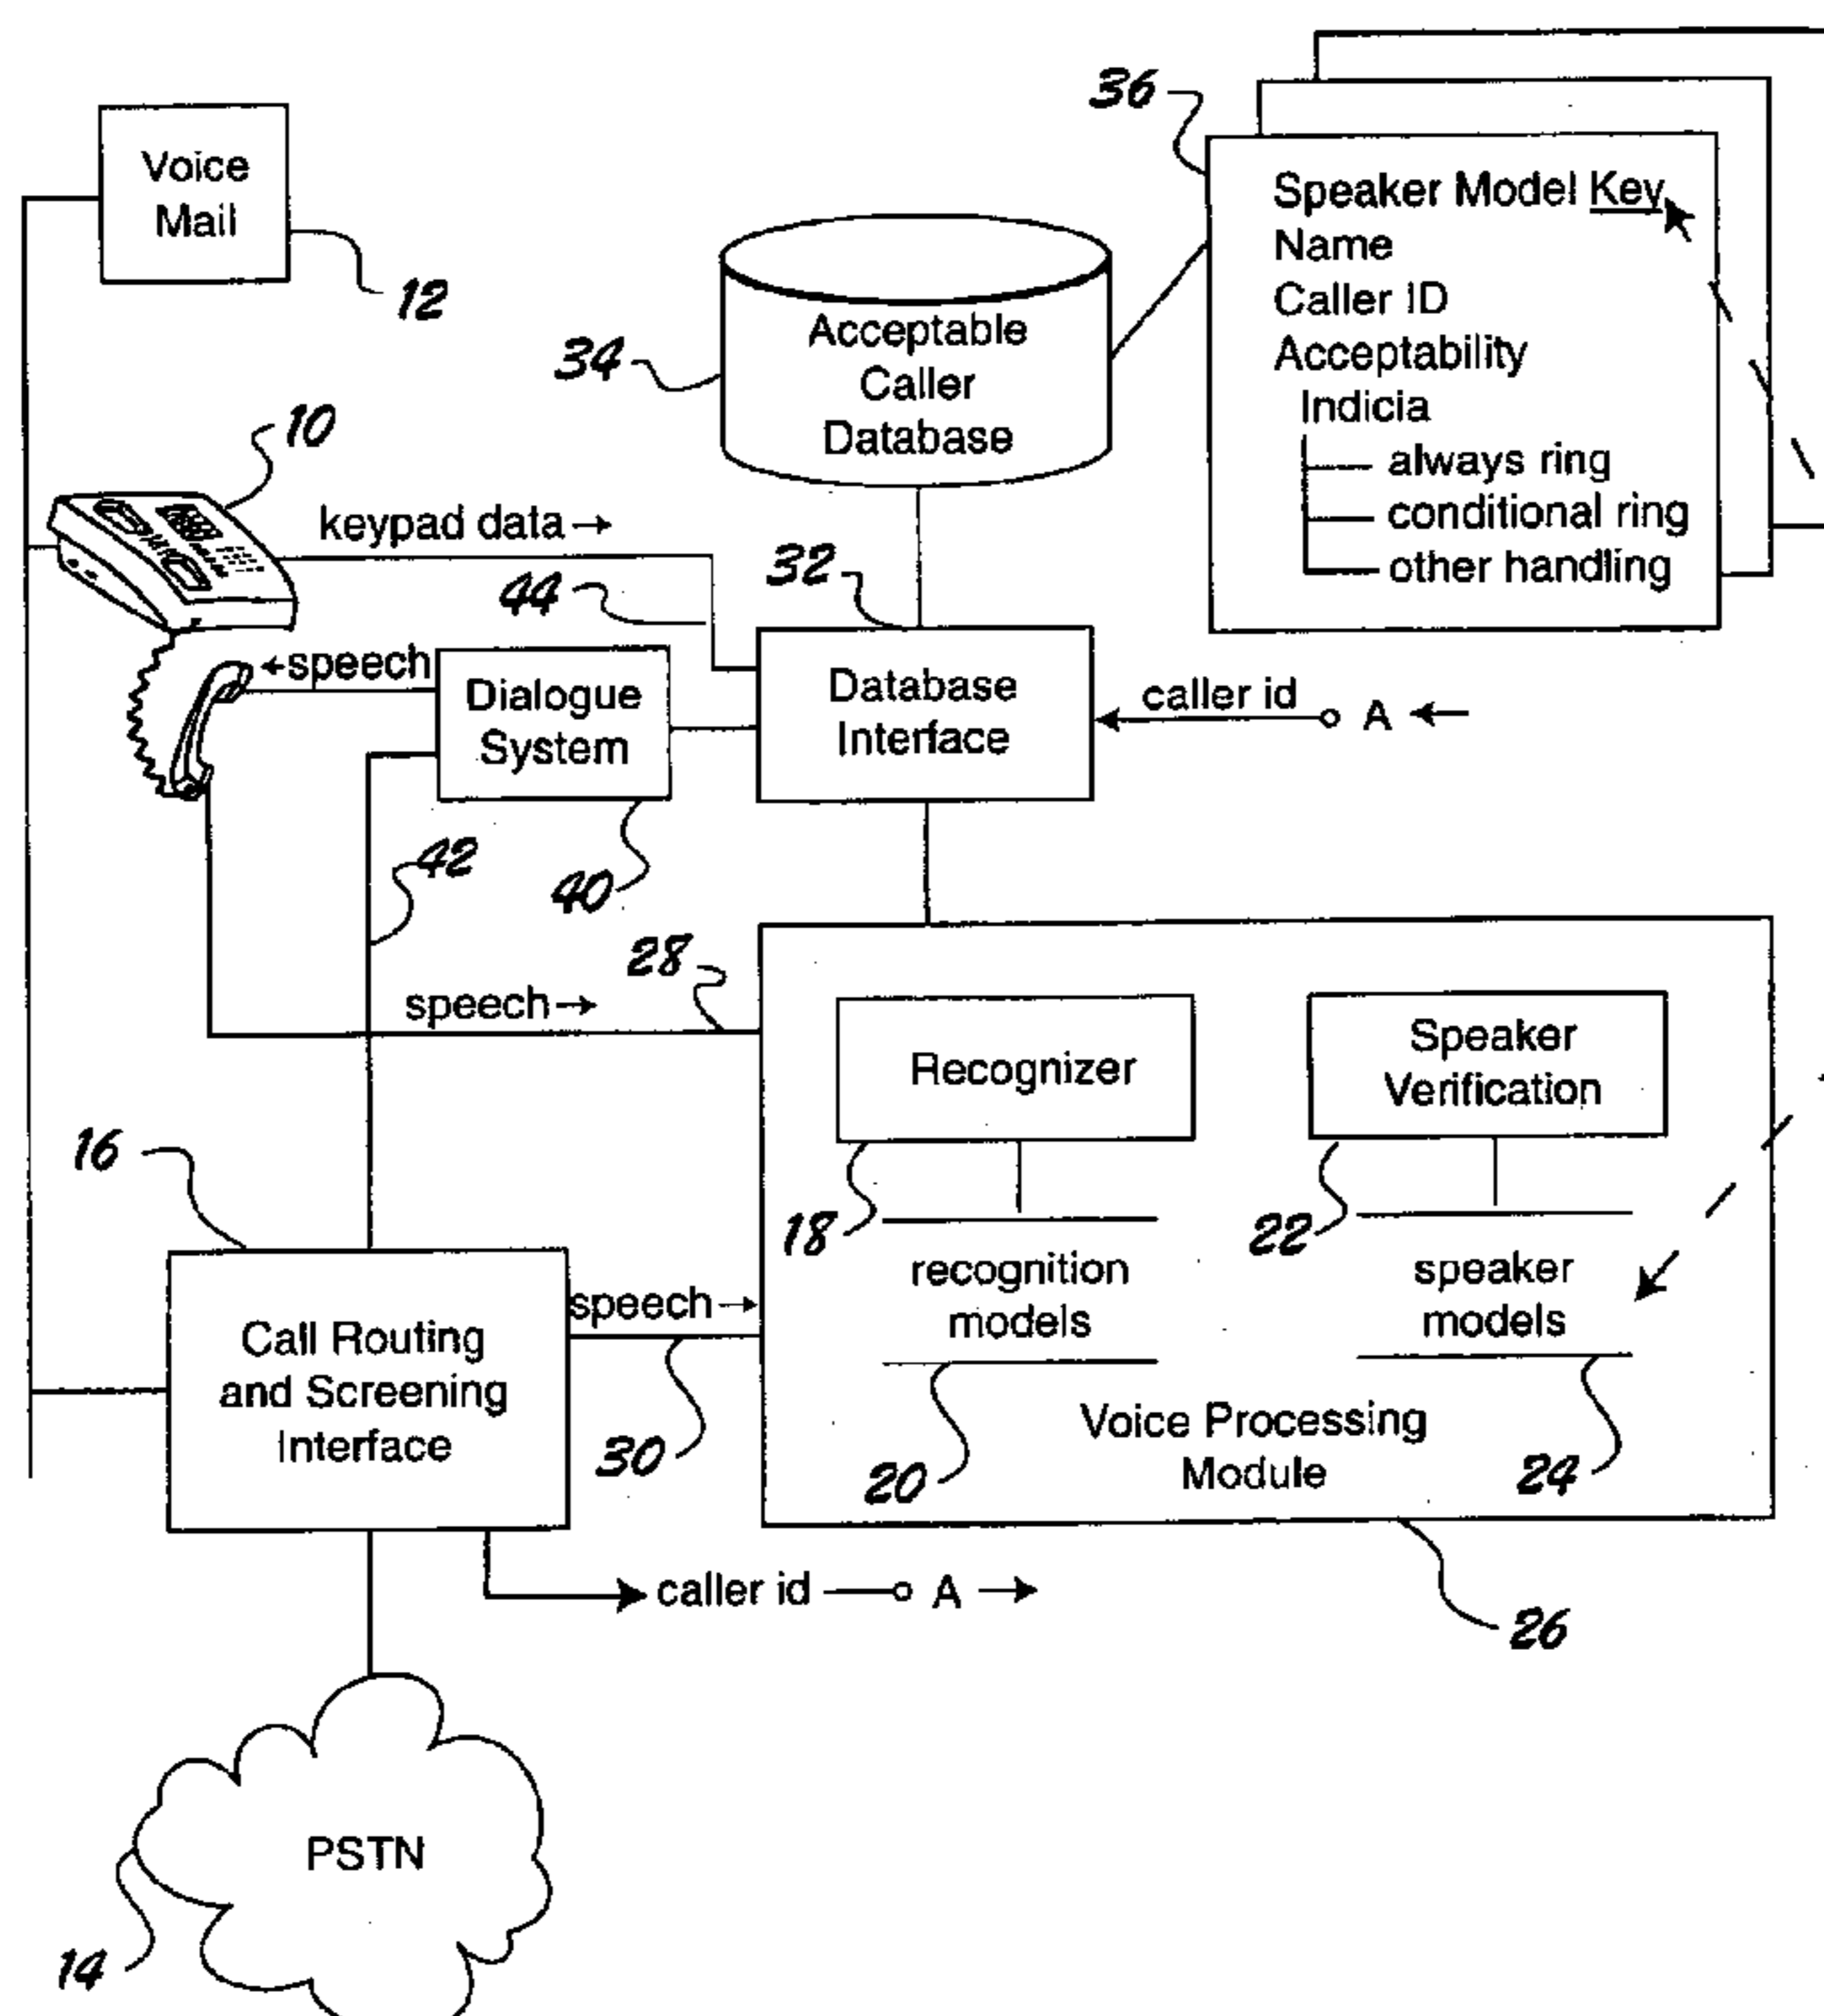 36
Voice
Mail
12
Speaker Model Key
Name
Caller ID
Acceptability
Indicia
always ring
conditional ring
other handling
34
Acceptable
Caller
Database
10
keypad data→
44
32
←speech
Dialogue
System
Database
Interface
caller id
A ←
42
40
28
speech→
Recognizer
Speaker
Verification
16
18
22
recognition
models
speaker
models
speech→
Call Routing
and Screening
Interface
30
20
Voice Processing
Module
24
caller id
A →
26
PSTN
14